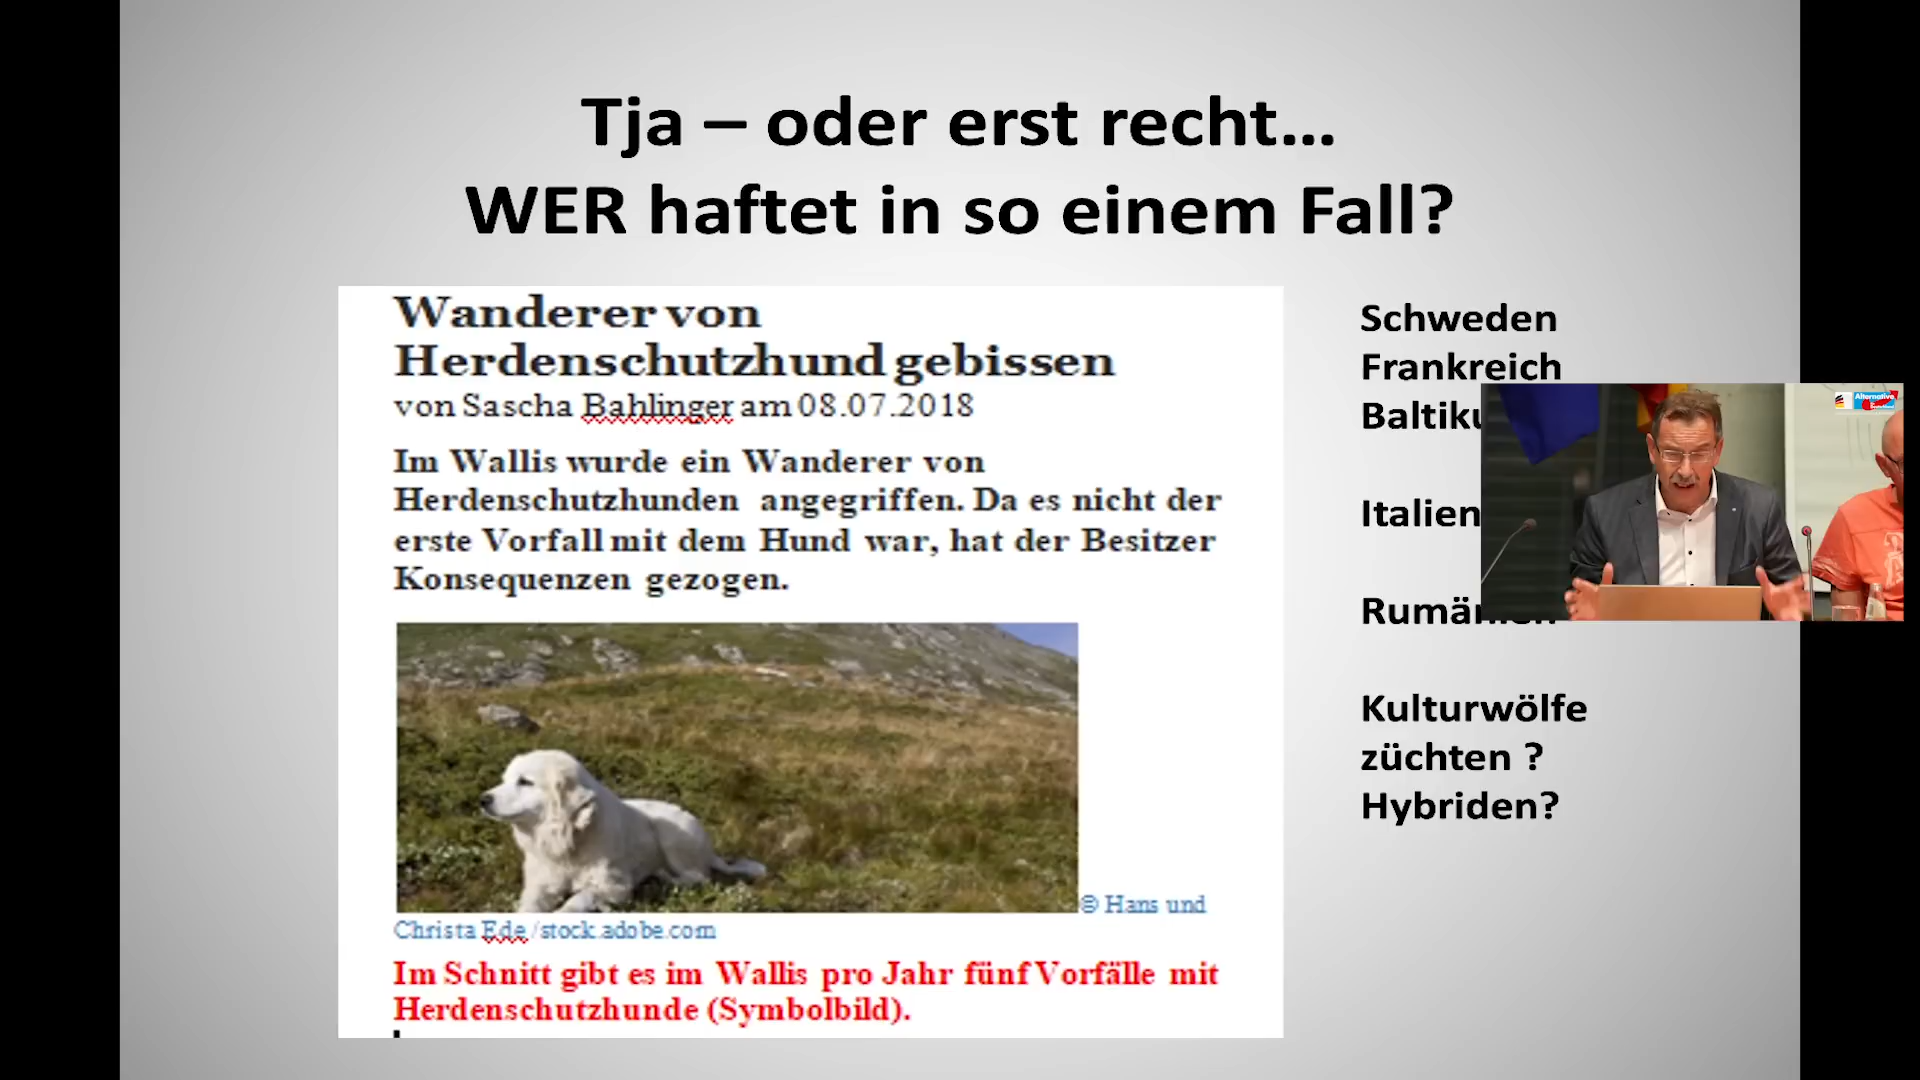 Tja – oder erst recht...
WER haftet in so einem Fall?
Wanderer von
Herdenschutzhund gebissen
von Sascha Bahlinger am 08.07.2018
Im Wallis wurde ein Wanderer von
Herdenschutzhunden angegriffen. Da es nicht der
erste Vorfall mit dem Hund war, hat der Besitzer
Konsequenzen gezogen.
© Hans und
Christa Ede /stock.adobe.com
Im Schnitt gibt es im Wallis pro Jahr fünf Vorfälle mit
Herdenschutzhunde (Symbolbild).
Schweden
Frankreich
Italien
Kulturwölfe
züchten ?
Hybriden?
Alternative